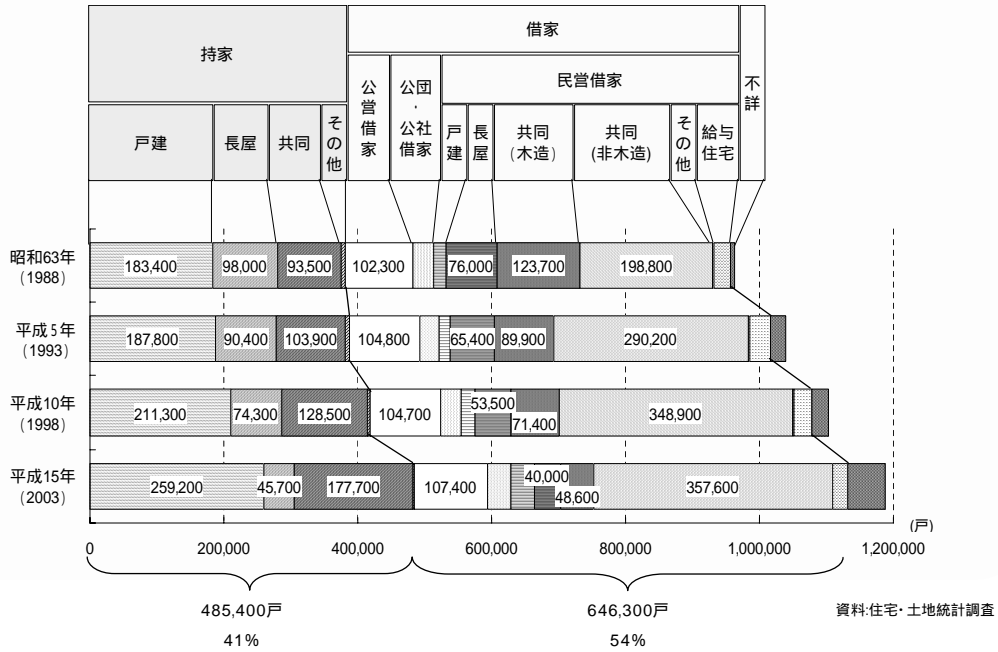 持家
借家
不詳
公営借家
公団・公社借家
民営借家
戸建
長屋
共同
その他
戸建
長屋
共同
(木造)
共同
(非木造)
その他
給与
住宅
昭和63年
(1988)
183,400 98,000 93,500 102,300 76,000 123,700 198,800
平成5年
(1993)
187,800 90,400 103,900 104,800 65,400 89,900 290,200
平成10年
(1998)
211,300 74,300 128,500 104,700 53,500 71,400 348,900
平成15年
(2003)
259,200 45,700 177,700 107,400 40,000 48,600 357,600
(戸)
0 200,000 400,000 600,000 800,000 1,000,000 1,200,000
485,400戸
41%
646,300戸
54%
資料:住宅・土地統計調査